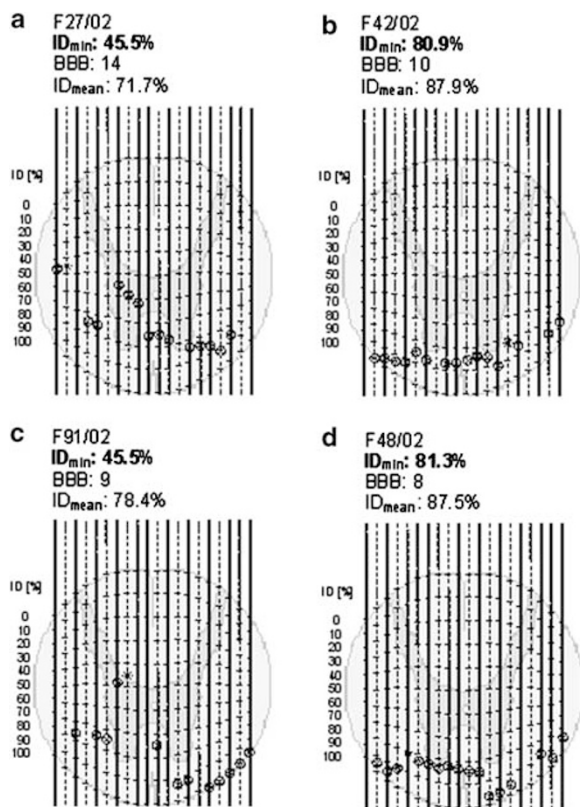 a
F27/02
IDmin: 45.5%
BBB: 14
IDmean: 71.7%
ID [%]
0
10
20
30
40
50
60
70
80
90
100
b
F42/02
IDmin: 80.9%
BBB: 10
IDmean: 87.9%
ID [%]
0
10
20
30
40
50
60
70
80
90
100
c
F91/02
IDmin: 45.5%
BBB: 9
IDmean: 78.4%
ID [%]
0
10
20
30
40
50
60
70
80
90
100
d
F48/02
IDmin: 81.3%
BBB: 8
IDmean: 87.5%
ID [%]
0
10
20
30
40
50
60
70
80
90
100